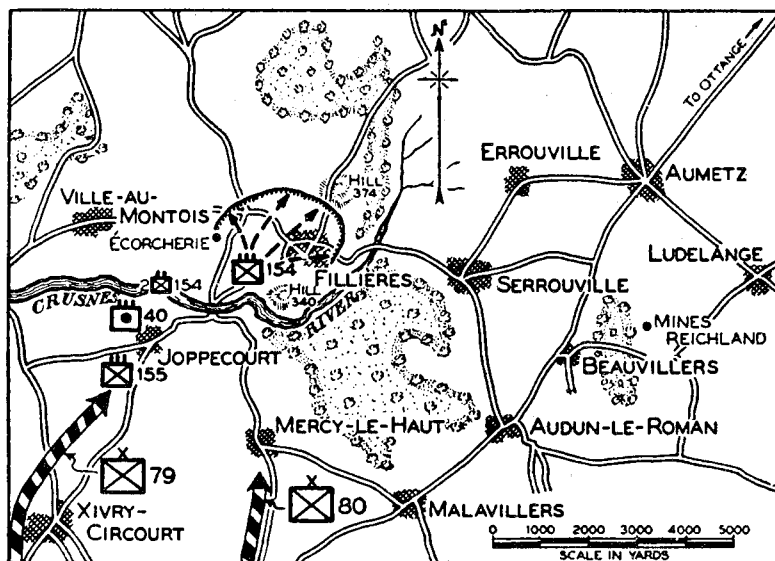 N
TO OTTANGE
ERROUVILLE
AUMETZ
HILL
374
VILLE-AU-
MONTOIS
ÉCORCHERIE
154
FILLIÈRES
LUDELANGE
SERROUVILLE
CRUSNES
RIVER
2
154
HILL
340
40
JOPPECOURT
155
MINES
REICHLAND
BEAUVILLERS
MERCY-LE-HAUT
AUDUN-LE-ROMAN
X
79
X
80
XIVRY-
CIRCOURT
MALAVILLERS
0 1000 2000 3000 4000 5000
SCALE IN YARDS